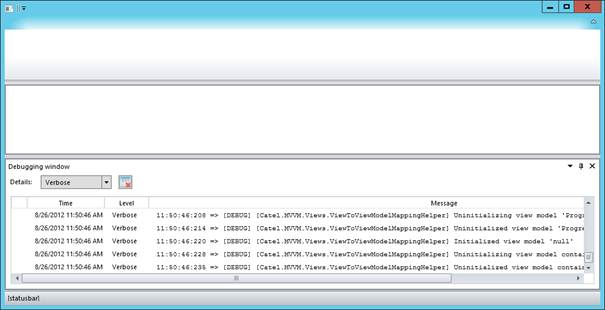 Debugging window
Details: Verbose
Time Level Message
8/26/2012 11:50:46 AM Verbose 11:50:46:208 => [DEBUG] [Catel.MVVM.Views.ViewToViewModelMappingHelper] Uninitializing view model 'Progr
8/26/2012 11:50:46 AM Verbose 11:50:46:214 => [DEBUG] [Catel.MVVM.Views.ViewToViewModelMappingHelper] Uninitialized view model 'Progre
8/26/2012 11:50:46 AM Verbose 11:50:46:220 => [DEBUG] [Catel.MVVM.Views.ViewToViewModelMappingHelper] Initialized view model 'null'
8/26/2012 11:50:46 AM Verbose 11:50:46:228 => [DEBUG] [Catel.MVVM.Views.ViewToViewModelMappingHelper] Uninitializing view model contai
8/26/2012 11:50:46 AM Verbose 11:50:46:235 => [DEBUG] [Catel.MVVM.Views.ViewToViewModelMappingHelper] Uninitialized view model contain
[statusbar]